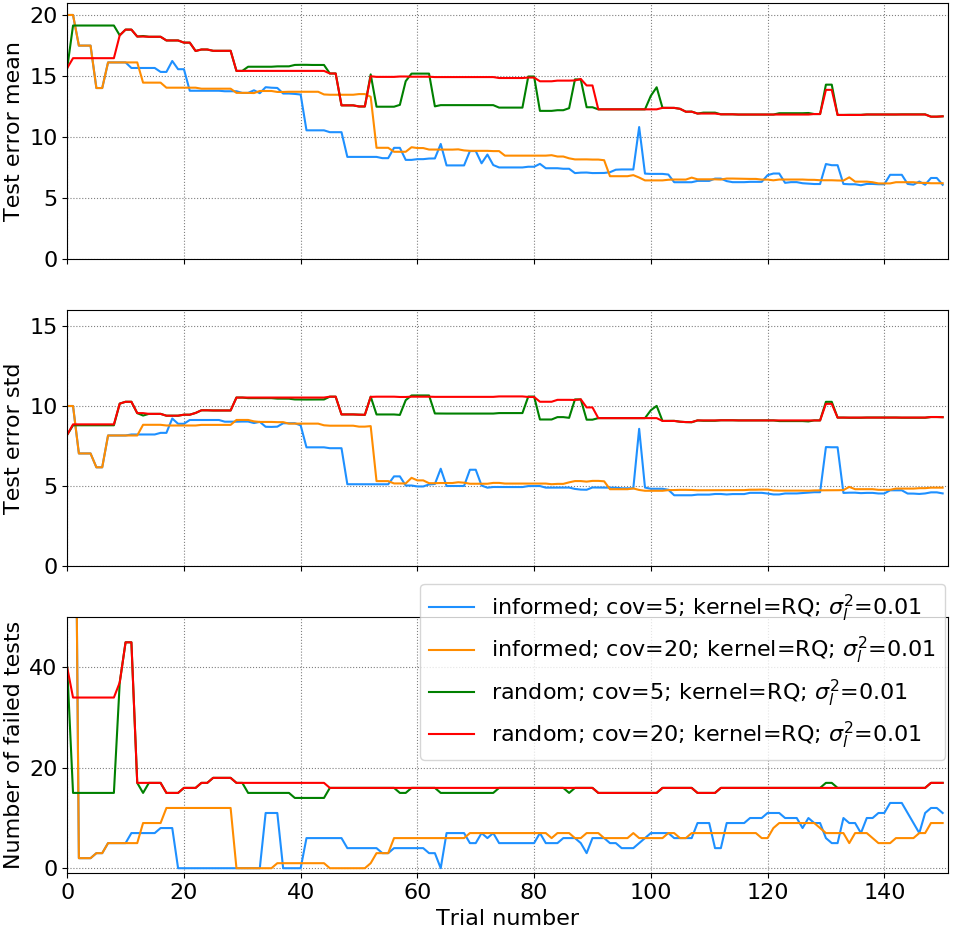 Test error mean
20
15
10
5
0
Test error std
15
10
5
0
Number of failed tests
40
20
0
informed; cov=5; kernel=RQ; σ_l^2=0.01
informed; cov=20; kernel=RQ; σ_l^2=0.01
random; cov=5; kernel=RQ; σ_l^2=0.01
random; cov=20; kernel=RQ; σ_l^2=0.01
0 20 40 60 80 100 120 140
Trial number